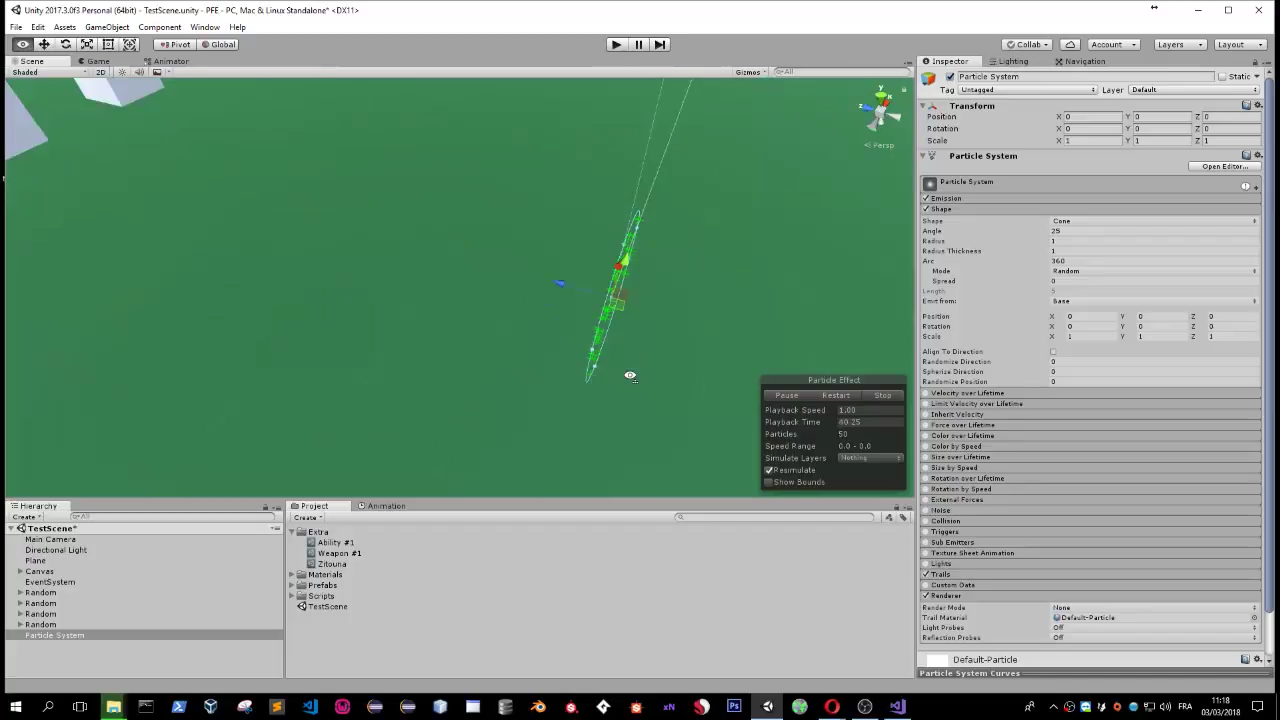 Unity 2017.3.0f3 Personal (64bit) - TestScene.unity* - PFE - PC, Mac & Linux Standalone* <DX11>
File Edit Assets GameObject Component Window Help
Pivot Global Collab Account Layers Layout
Scene Game Animator
Shaded 2D Gizmos All
y
x
z
Persp
Particle Effect
Pause Restart Stop
Playback Speed 1.00
Playback Time 40.25
Particles 50
Speed Range 0.0 - 0.0
Simulate Layers Nothing
Resimulate
Show Bounds
Inspector Lighting Navigation
Particle System Static
Tag Untagged Layer Default
Transform
Position X 0 Y 0 Z 0
Rotation X 0 Y 0 Z 0
Scale X 1 Y 1 Z 1
Particle System
Open Editor...
Particle System
Emission
Shape
Shape Cone
Angle 25
Radius 1
Radius Thickness 1
Arc 360
Mode Random
Spread 0
Length 5
Emit from: Base
Position X 0 Y 0 Z 0
Rotation X 0 Y 0 Z 0
Scale X 1 Y 1 Z 1
Align To Direction
Randomize Direction 0
Spherize Direction 0
Randomize Position 0
Velocity over Lifetime
Limit Velocity over Lifetime
Inherit Velocity
Force over Lifetime
Color over Lifetime
Color by Speed
Size over Lifetime
Size by Speed
Rotation over Lifetime
Rotation by Speed
External Forces
Noise
Collision
Triggers
Sub Emitters
Texture Sheet Animation
Lights
Trails
Custom Data
Renderer
Render Mode None
Trail Material Default-Particle
Light Probes Off
Reflection Probes Off
Default-Particle
Particle System Curves
Hierarchy
Create All
TestScene*
Main Camera
Directional Light
Plane
Canvas
EventSystem
Random
Random
Random
Random
Particle System
Project Animation
Create
Extra
Ability #1
Weapon #1
Zitouna
Materials
Prefabs
Scripts
TestScene
Ps
xN
FRA
11:18
03/03/2018